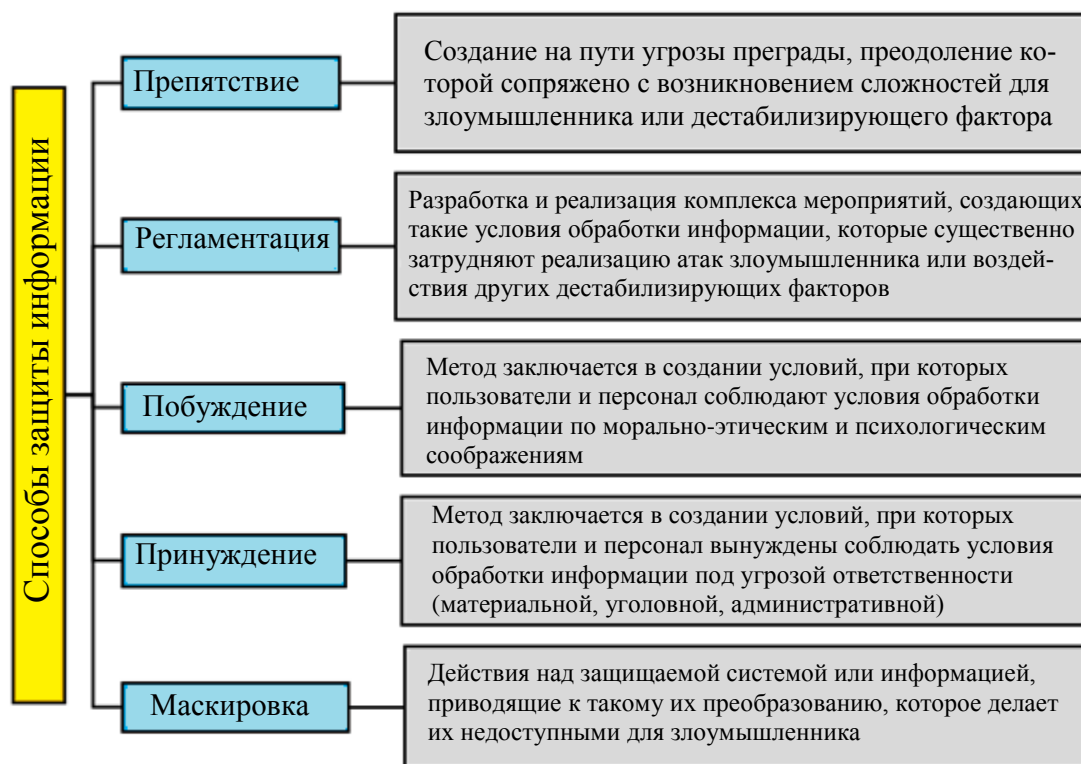 Способы защиты информации
Препятствие
Создание на пути угрозы преграды, преодоление ко-
торой сопряжено с возникновением сложностей для
злоумышленника или дестабилизирующего фактора
Регламентация
Разработка и реализация комплекса мероприятий, создающих
такие условия обработки информации, которые существенно
затрудняют реализацию атак злоумышленника или воздей-
ствия других дестабилизирующих факторов
Побуждение
Метод заключается в создании условий, при которых
пользователи и персонал соблюдают условия обработки
информации по морально-этическим и психологическим
соображениям
Принуждение
Метод заключается в создании условий, при которых
пользователи и персонал вынуждены соблюдать условия
обработки информации под угрозой ответственности
(материальной, уголовной, административной)
Маскировка
Действия над защищаемой системой или информацией,
приводящие к такому их преобразованию, которое делает
их недоступными для злоумышленника